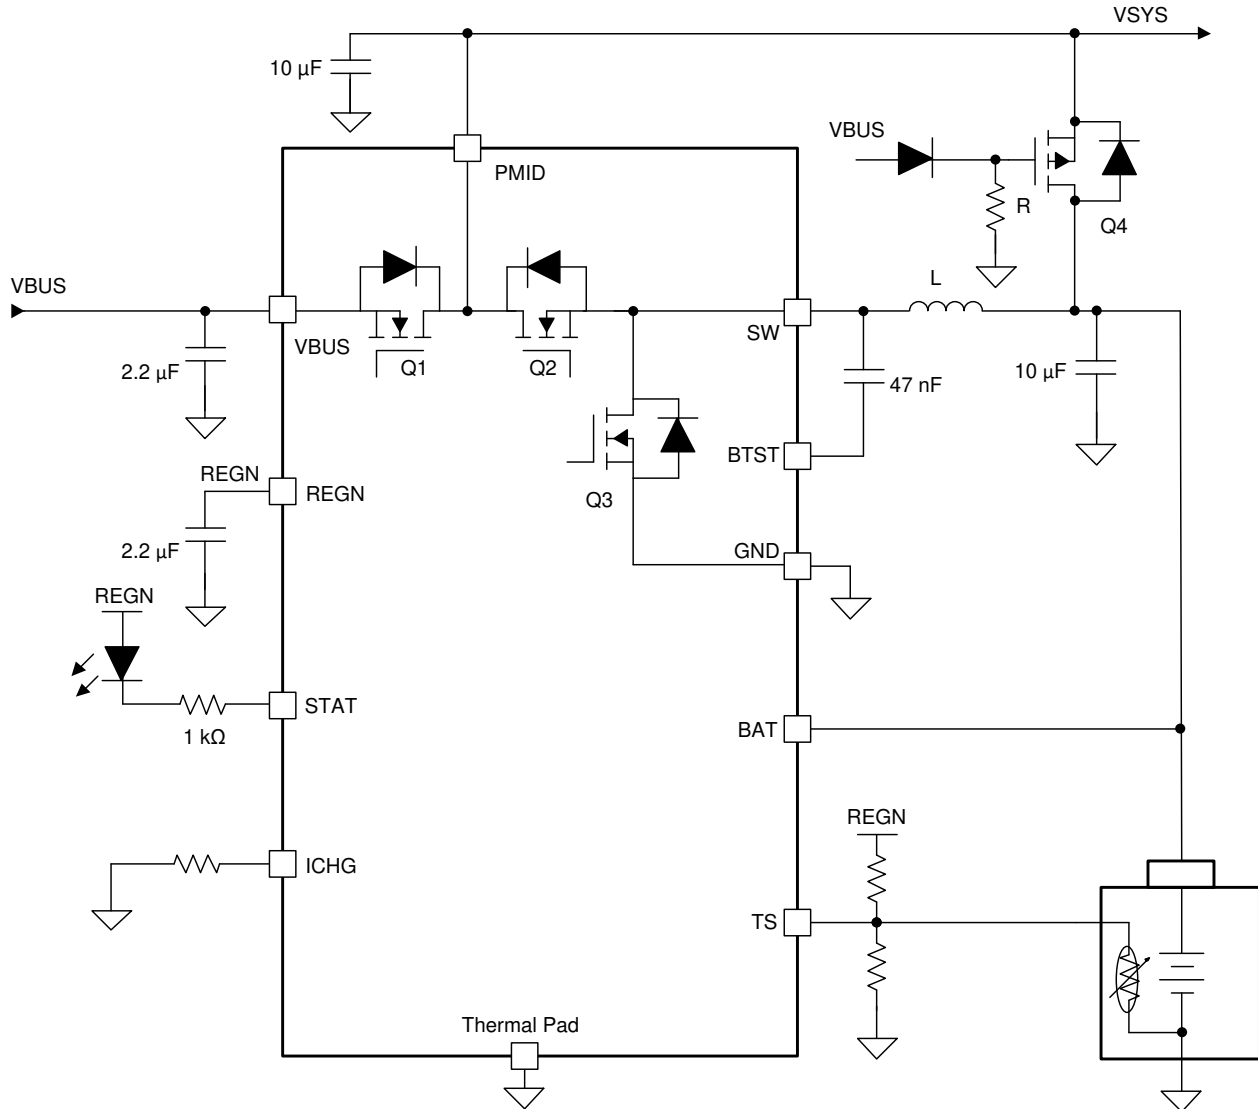 VSYS
10 µF
VBUS
PMID
R
Q4
VBUS
L
VBUS
SW
Q1
Q2
2.2 µF
10 µF
47 nF
BTST
REGN
REGN
Q3
2.2 µF
GND
REGN
STAT
1 kΩ
BAT
REGN
ICHG
TS
Thermal Pad